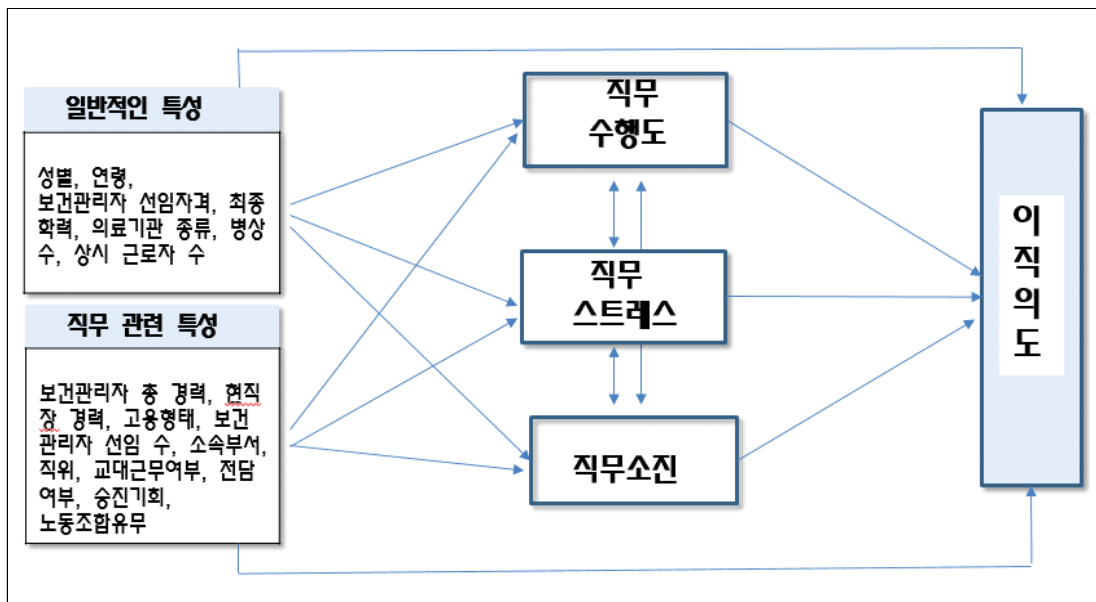 일반적인 특성
성별, 연령,
보건관리자 선임자격, 최종
학력, 의료기관 종류, 병상
수, 상시 근로자 수
직무 관련 특성
보건관리자 총 경력, 현직
장 경력, 고용형태, 보건
관리자 선임 수, 소속부서,
직위, 교대근무여부, 전담
여부, 승진기회,
노동조합유무
직무
수행도
직무
스트레스
직무소진
이
직
의
도